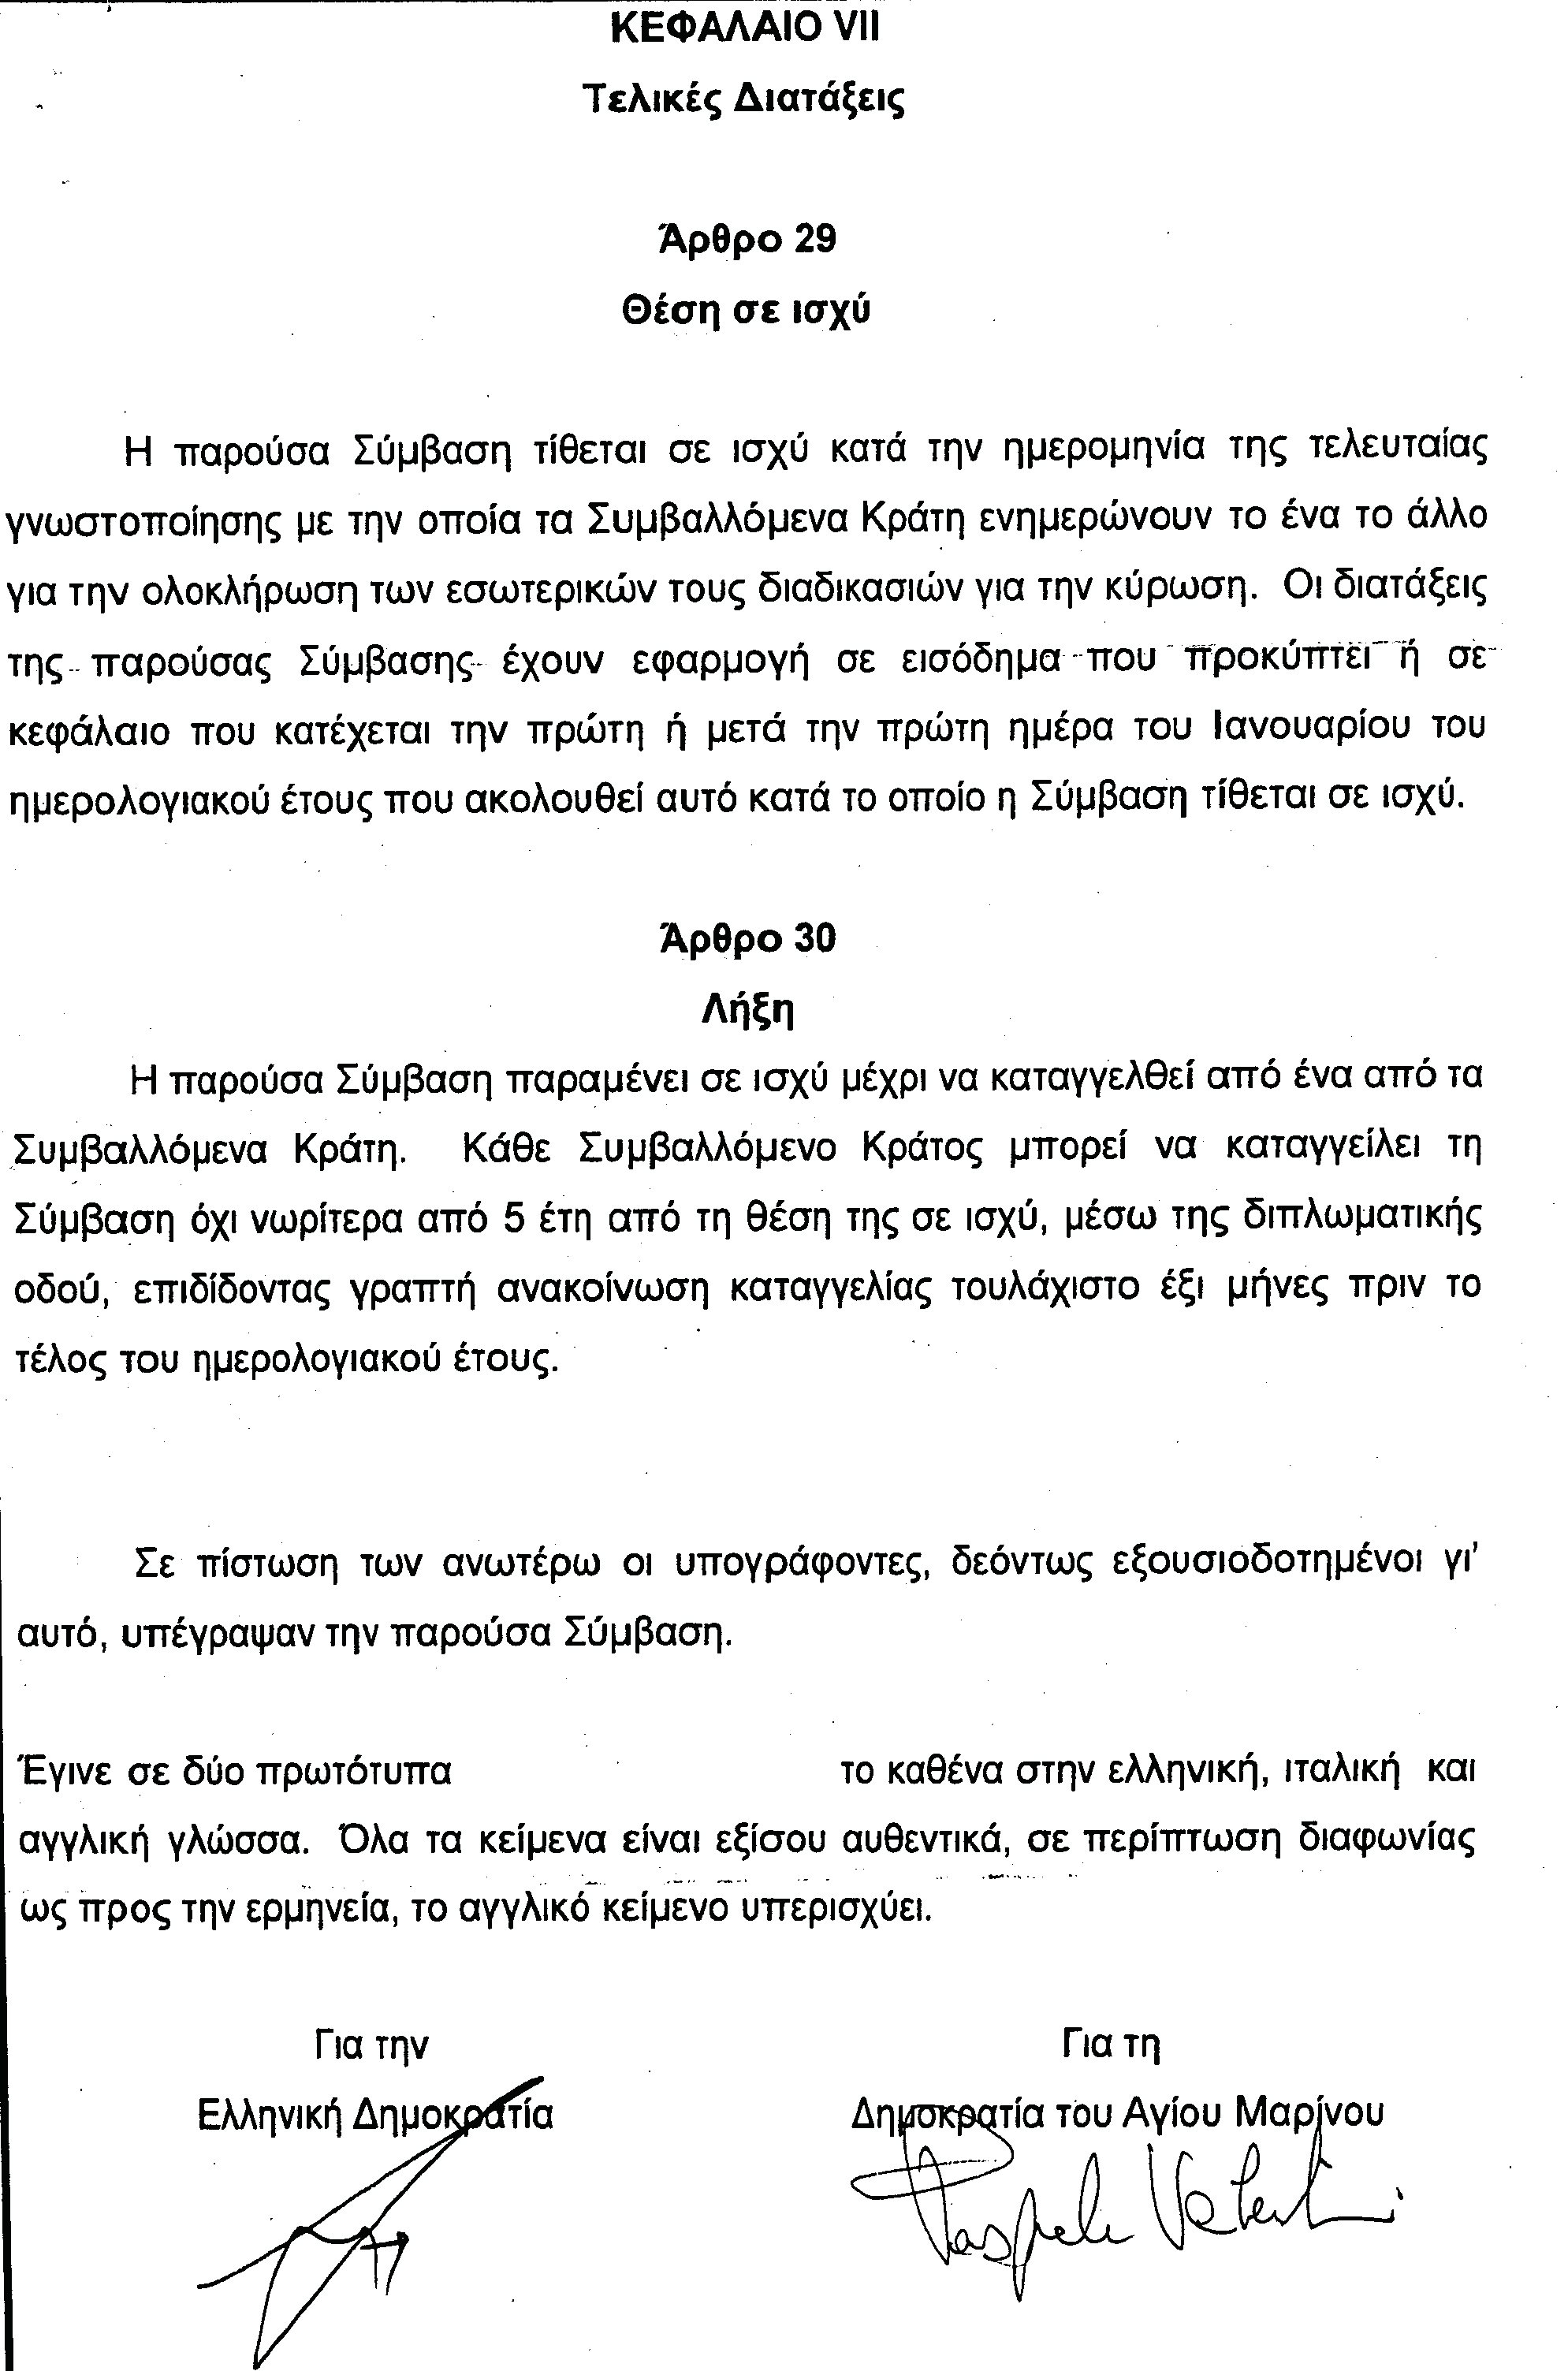 ΚΕΦΑΛΑΙΟ VII
Τελικές Διατάξεις
Άρθρο 29
Θέση σε ισχύ
Η παρούσα Σύμβαση τίθεται σε ισχύ κατά την ημερομηνία της τελευταίας
γνωστοποίησης με την οποία τα Συμβαλλόμενα Κράτη ενημερώνουν το ένα το άλλο
για την ολοκλήρωση των εσωτερικών τους διαδικασιών για την κύρωση. Οι διατάξεις
της παρούσας Σύμβασης έχουν εφαρμογή σε εισόδημα που προκύπτει ή σε
κεφάλαιο που κατέχεται την πρώτη ή μετά την πρώτη ημέρα του Ιανουαρίου του
ημερολογιακού έτους που ακολουθεί αυτό κατά το οποίο η Σύμβαση τίθεται σε ισχύ.
Άρθρο 30
Λήξη
Η παρούσα Σύμβαση παραμένει σε ισχύ μέχρι να καταγγελθεί από ένα από τα
Συμβαλλόμενα Κράτη. Κάθε Συμβαλλόμενο Κράτος μπορεί να καταγγείλει τη
Σύμβαση όχι νωρίτερα από 5 έτη από τη θέση της σε ισχύ, μέσω της διπλωματικής
οδού, επιδίδοντας γραπτή ανακοίνωση καταγγελίας τουλάχιστο έξι μήνες πριν το
τέλος του ημερολογιακού έτους.
Σε πίστωση των ανωτέρω οι υπογράφοντες, δεόντως εξουσιοδοτημένοι γι'
αυτό, υπέγραψαν την παρούσα Σύμβαση.
Έγινε σε δύο πρωτότυπα το καθένα στην ελληνική, ιταλική και
αγγλική γλώσσα. Όλα τα κείμενα είναι εξίσου αυθεντικά, σε περίπτωση διαφωνίας
ως προς την ερμηνεία, το αγγλικό κείμενο υπερισχύει.
Για την
Ελληνική Δημοκρατία
Για τη
Δημοκρατία του Αγίου Μαρίνου